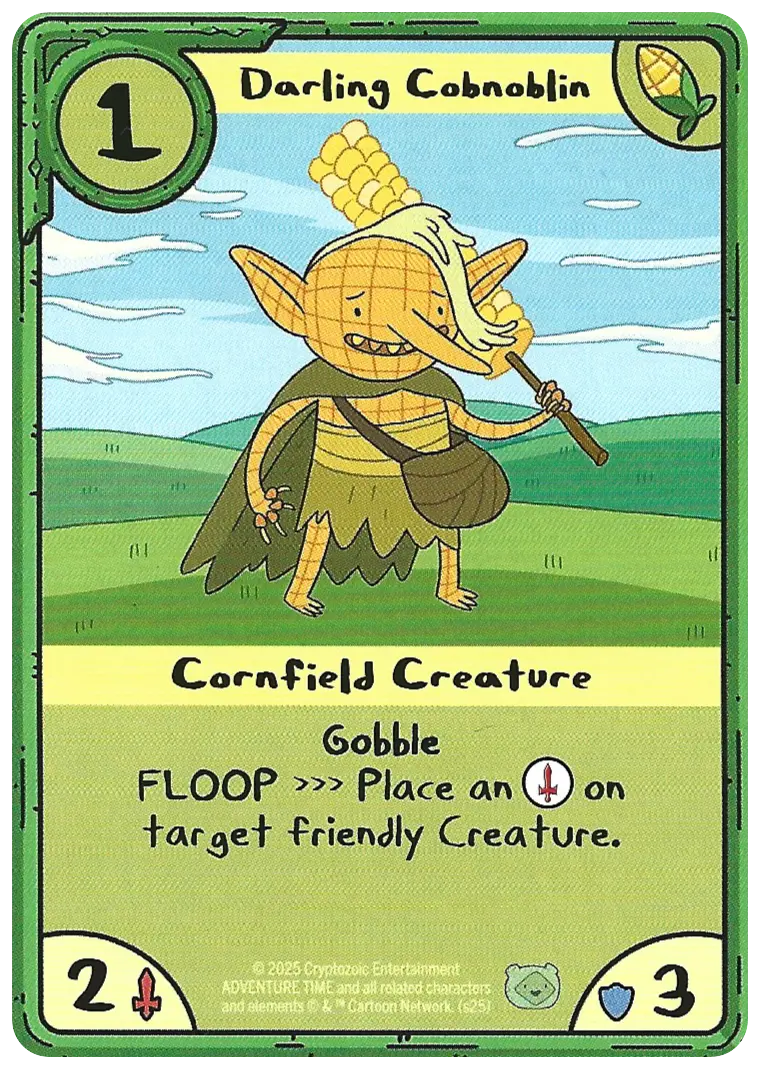 1
Darling Cobnoblin
Cornfield Creature
Gobble
FLOOP >>> Place an on
target friendly Creature.
2
© 2025 Cryptozoic Entertainment
ADVENTURE TIME and all related characters
and elements © & ™ Cartoon Network. (s25)
3